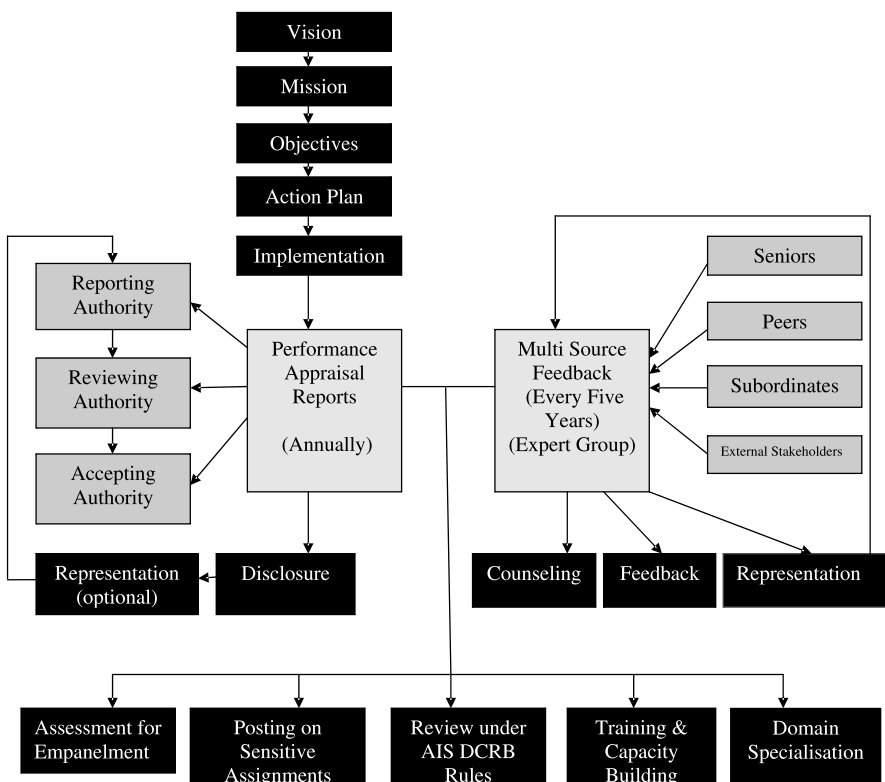 Vision
Mission
Objectives
Action Plan
Implementation
Reporting
Authority
Reviewing
Authority
Accepting
Authority
Performance
Appraisal
Reports
(Annually)
Multi Source
Feedback
(Every Five
Years)
(Expert Group)
Seniors
Peers
Subordinates
External Stakeholders
Representation
(optional)
Disclosure
Counseling
Feedback
Representation
Assessment for
Empanelment
Posting on
Sensitive
Assignments
Review under
AIS DCRB
Rules
Training &
Capacity
Building
Domain
Specialisation